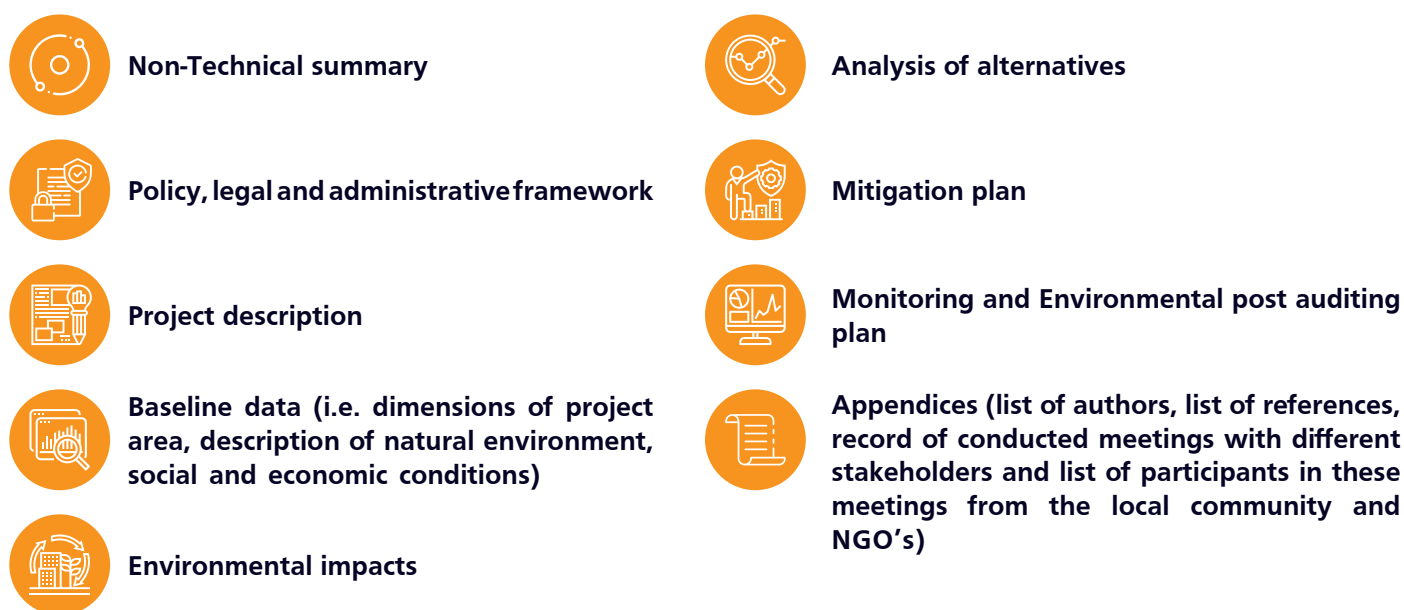 Non-Technical summary
Policy, legal and administrative framework
Project description
Baseline data (i.e. dimensions of project
area, description of natural environment,
social and economic conditions)
Environmental impacts
Analysis of alternatives
Mitigation plan
Monitoring and Environmental post auditing
plan
Appendices (list of authors, list of references,
record of conducted meetings with different
stakeholders and list of participants in these
meetings from the local community and
NGO’s)